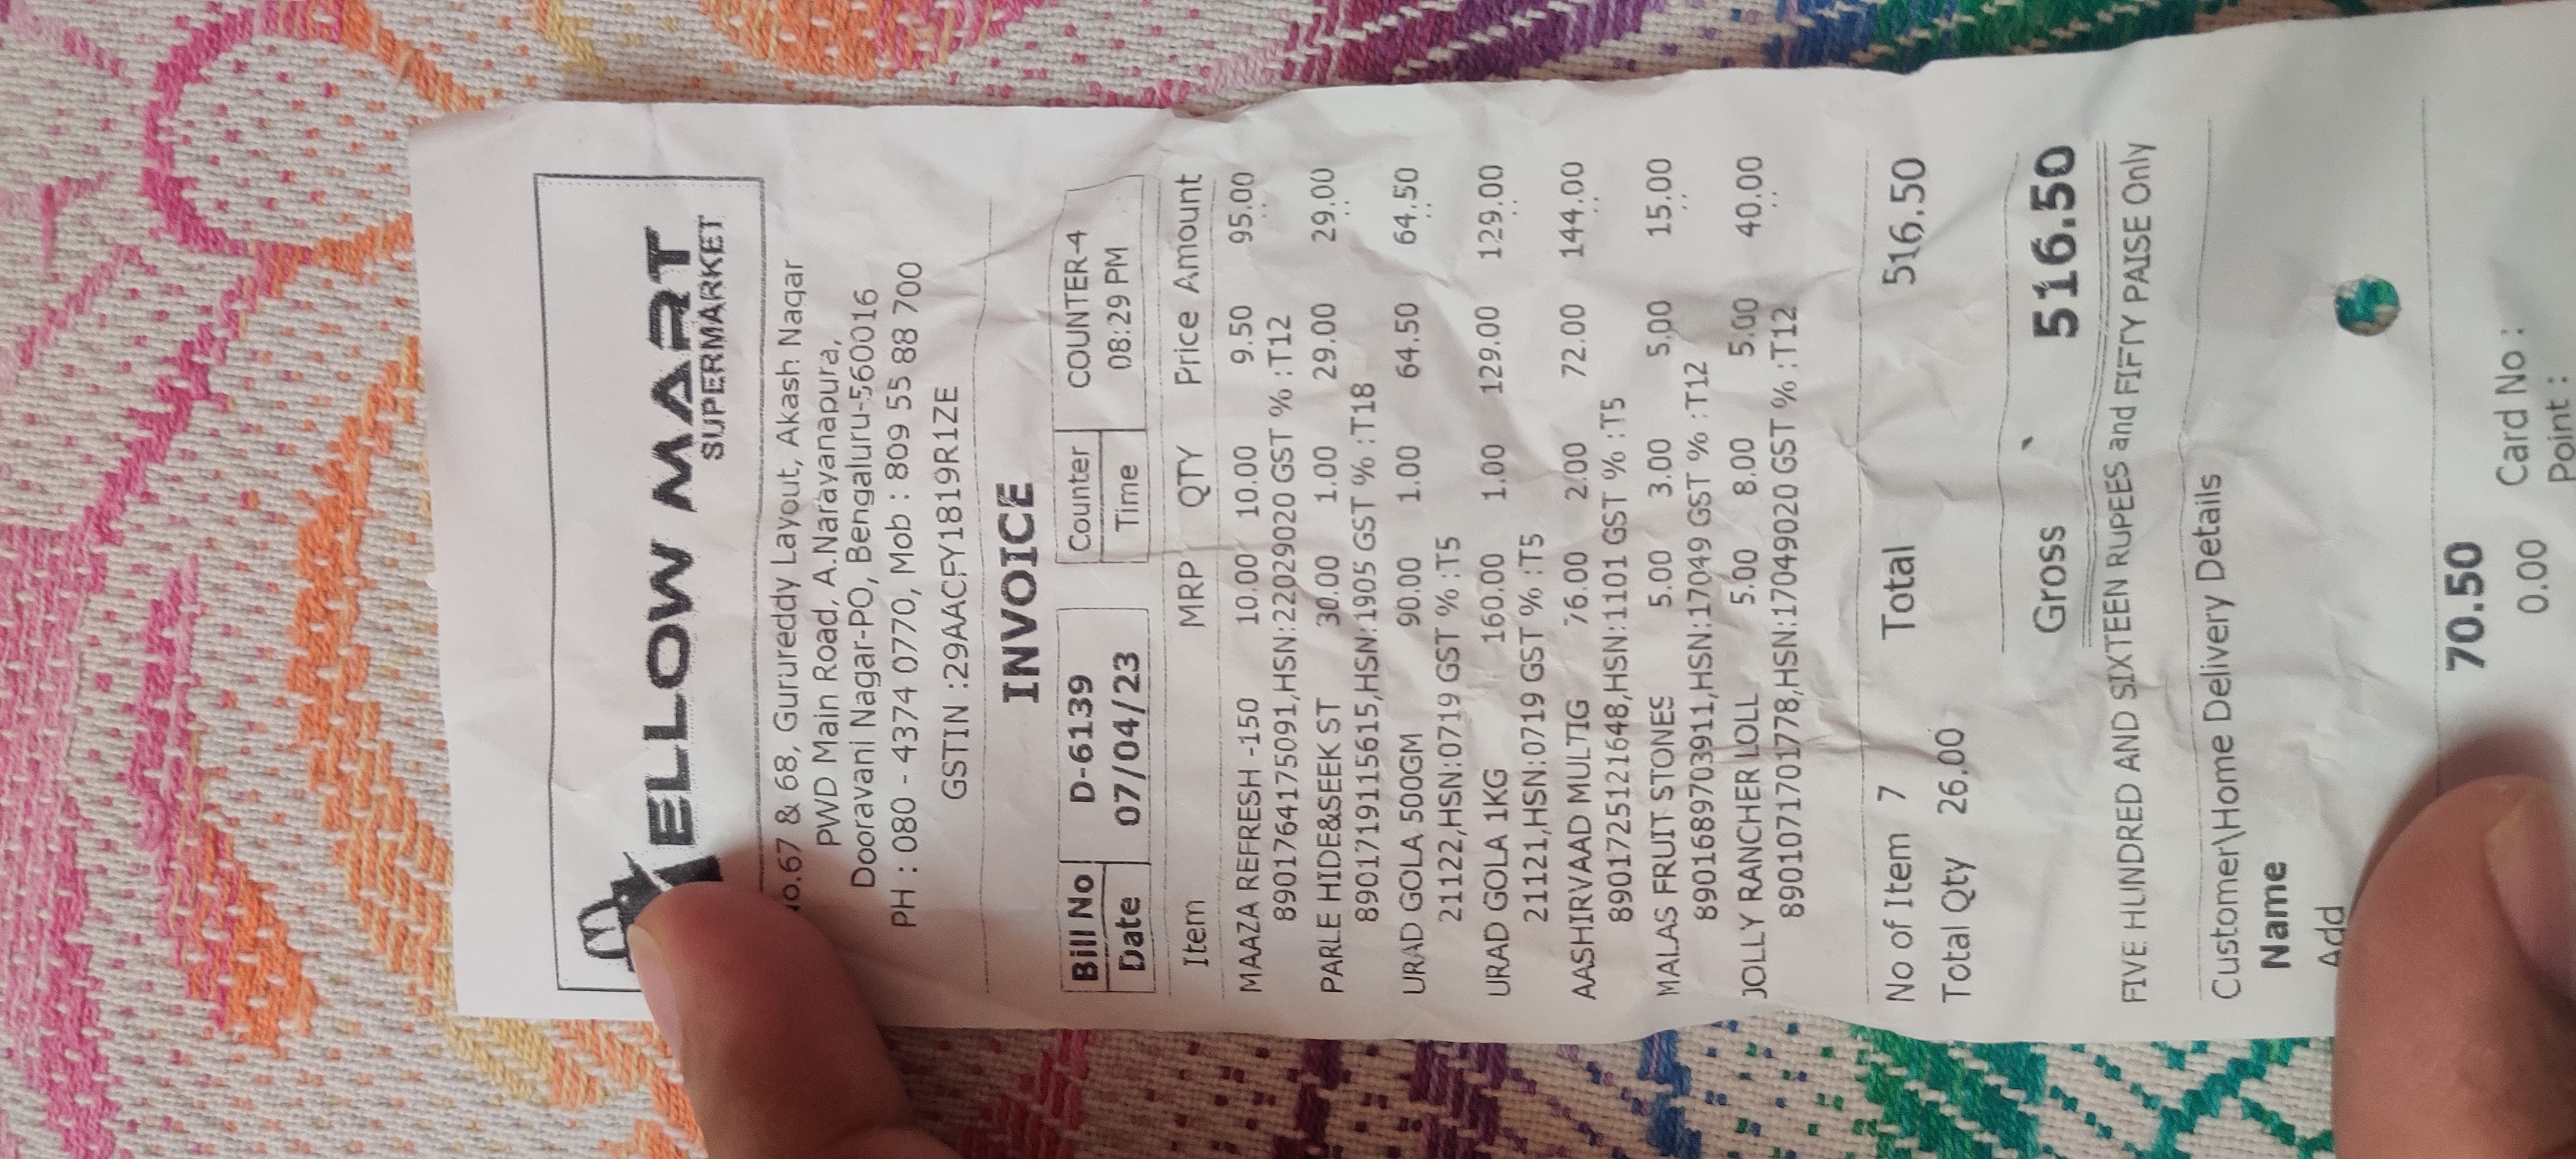 ELLOW MART
SUPERMARKET
o.67 & 68, Gurureddy Layout, Akash Nagar
PWD Main Road, A.Narayanapura,
Dooravani Nagar-PO, Bengaluru-560016
PH : 080 - 4374 0770, Mob : 809 55 88 700
GSTIN :29AACFY1819R1ZE
INVOICE
Bill No D-6139 Counter COUNTER-4
Date 07/04/23 Time 08:29 PM
Item MRP QTY Price Amount
MAAZA REFRESH -150 10.00 10.00 9.50 95.00
8901764175091,HSN:22029020 GST % :T12
PARLE HIDE&SEEK ST 30.00 1.00 29.00 29.00
8901719115615,HSN:1905 GST % :T18
URAD GOLA 500GM 90.00 1.00 64.50 64.50
21122,HSN:0719 GST % :T5
URAD GOLA 1KG 160.00 1.00 129.00 129.00
21121,HSN:0719 GST % :T5
AASHIRVAAD MULTIG 76.00 2.00 72.00 144.00
8901725121648,HSN:1101 GST % :T5
MALAS FRUIT STONES 5.00 3.00 5.00 15.00
8901689703911,HSN:17049 GST % :T12
JOLLY RANCHER LOLL 5.00 8.00 5.00 40.00
8901071701778,HSN:17049020 GST % :T12
No of Item 7 Total 516.50
Total Qty 26.00
Gross ` 516.50
FIVE HUNDRED AND SIXTEEN RUPEES and FIFTY PAISE Only
Customer\Home Delivery Details
Name
Add
70.50
0.00 Card No :
Point :